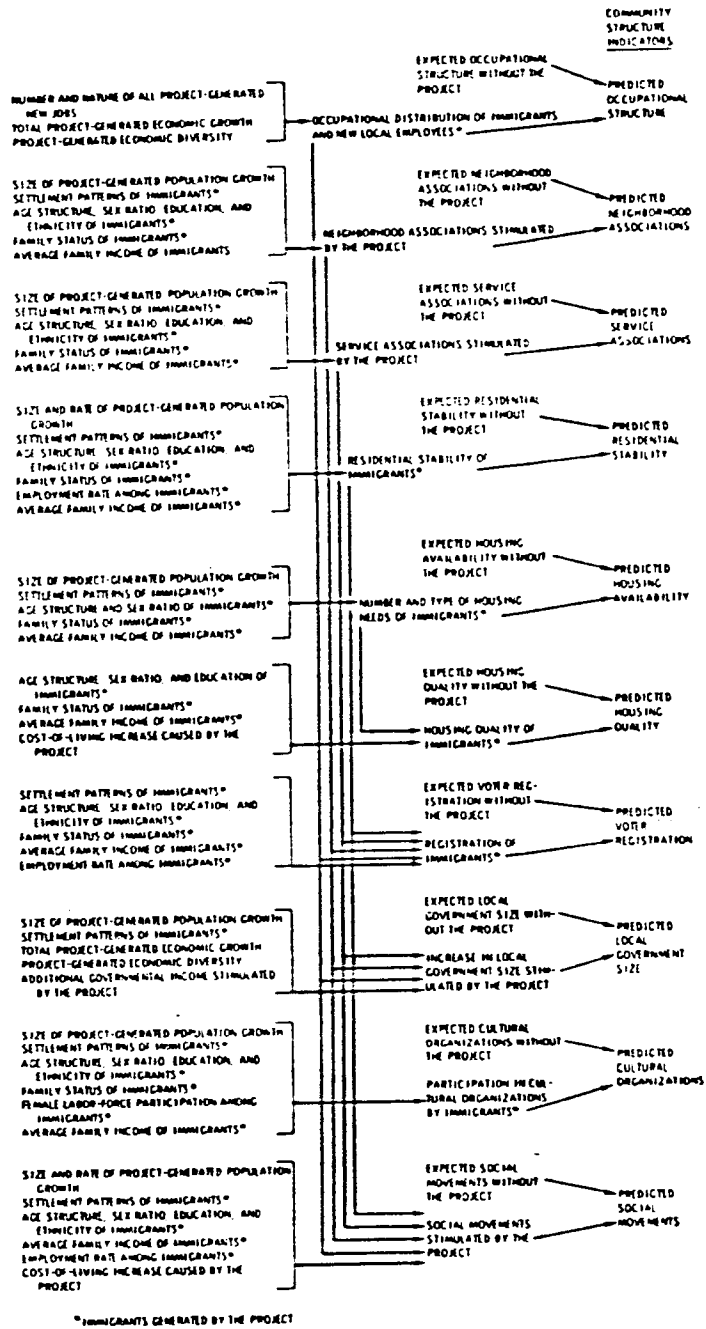 COMMUNITY
STRUCTURE
INDICATORS
EXPECTED OCCUPATIONAL
STRUCTURE WITHOUT THE
PROJECT
PREDICTED
OCCUPATIONAL
STRUCTURE
NUMBER AND NATURE OF ALL PROJECT-GENERATED
NEW JOBS
TOTAL PROJECT-GENERATED ECONOMIC GROWTH
PROJECT-GENERATED ECONOMIC DIVERSITY
OCCUPATIONAL DISTRIBUTION OF IMMIGRANTS
AND NEW LOCAL EMPLOYEES*
EXPECTED NEIGHBORHOOD
ASSOCIATIONS WITHOUT
THE PROJECT
PREDICTED
NEIGHBORHOOD
ASSOCIATIONS
SIZE OF PROJECT-GENERATED POPULATION GROWTH
SETTLEMENT PATTERNS OF IMMIGRANTS*
AGE STRUCTURE, SEX RATIO, EDUCATION, AND
ETHNICITY OF IMMIGRANTS*
FAMILY STATUS OF IMMIGRANTS*
AVERAGE FAMILY INCOME OF IMMIGRANTS
NEIGHBORHOOD ASSOCIATIONS STIMULATED
BY THE PROJECT
EXPECTED SERVICE
ASSOCIATIONS WITHOUT
THE PROJECT
PREDICTED
SERVICE
ASSOCIATIONS
SIZE OF PROJECT-GENERATED POPULATION GROWTH
SETTLEMENT PATTERNS OF IMMIGRANTS*
AGE STRUCTURE, SEX RATIO, EDUCATION, AND
ETHNICITY OF IMMIGRANTS*
FAMILY STATUS OF IMMIGRANTS*
AVERAGE FAMILY INCOME OF IMMIGRANTS*
SERVICE ASSOCIATIONS STIMULATED
BY THE PROJECT
EXPECTED RESIDENTIAL
STABILITY WITHOUT
THE PROJECT
PREDICTED
RESIDENTIAL
STABILITY
SIZE AND RATE OF PROJECT-GENERATED POPULATION
GROWTH
SETTLEMENT PATTERNS OF IMMIGRANTS*
AGE STRUCTURE, SEX RATIO, EDUCATION, AND
ETHNICITY OF IMMIGRANTS*
FAMILY STATUS OF IMMIGRANTS*
EMPLOYMENT RATE AMONG IMMIGRANTS*
AVERAGE FAMILY INCOME OF IMMIGRANTS*
RESIDENTIAL STABILITY OF
IMMIGRANTS*
EXPECTED HOUSING
AVAILABILITY WITHOUT
THE PROJECT
PREDICTED
HOUSING
AVAILABILITY
SIZE OF PROJECT-GENERATED POPULATION GROWTH
SETTLEMENT PATTERNS OF IMMIGRANTS*
AGE STRUCTURE AND SEX RATIO OF IMMIGRANTS*
FAMILY STATUS OF IMMIGRANTS*
AVERAGE FAMILY INCOME OF IMMIGRANTS*
NUMBER AND TYPE OF HOUSING
NEEDS OF IMMIGRANTS*
EXPECTED HOUSING
QUALITY WITHOUT THE
PROJECT
PREDICTED
HOUSING
QUALITY
AGE STRUCTURE, SEX RATIO, AND EDUCATION OF
IMMIGRANTS*
FAMILY STATUS OF IMMIGRANTS*
AVERAGE FAMILY INCOME OF IMMIGRANTS*
COST-OF-LIVING INCREASE CAUSED BY THE
PROJECT
HOUSING QUALITY OF
IMMIGRANTS*
EXPECTED VOTER REG-
ISTRATION WITHOUT
THE PROJECT
PREDICTED
VOTER
REGISTRATION
SETTLEMENT PATTERNS OF IMMIGRANTS*
AGE STRUCTURE, SEX RATIO, EDUCATION, AND
ETHNICITY OF IMMIGRANTS*
FAMILY STATUS OF IMMIGRANTS*
AVERAGE FAMILY INCOME OF IMMIGRANTS*
EMPLOYMENT RATE AMONG IMMIGRANTS*
REGISTRATION OF
IMMIGRANTS*
EXPECTED LOCAL
GOVERNMENT SIZE WITH-
OUT THE PROJECT
PREDICTED
LOCAL
GOVERNMENT
SIZE
SIZE OF PROJECT-GENERATED POPULATION GROWTH
SETTLEMENT PATTERNS OF IMMIGRANTS*
TOTAL PROJECT-GENERATED ECONOMIC GROWTH
PROJECT-GENERATED ECONOMIC DIVERSITY
ADDITIONAL GOVERNMENTAL INCOME STIMULATED
BY THE PROJECT
INCREASE IN LOCAL
GOVERNMENT SIZE STIM-
ULATED BY THE PROJECT
EXPECTED CULTURAL
ORGANIZATIONS WITHOUT
THE PROJECT
PREDICTED
CULTURAL
ORGANIZATIONS
SIZE OF PROJECT-GENERATED POPULATION GROWTH
SETTLEMENT PATTERNS OF IMMIGRANTS*
AGE STRUCTURE, SEX RATIO, EDUCATION, AND
ETHNICITY OF IMMIGRANTS*
FAMILY STATUS OF IMMIGRANTS*
FEMALE LABOR-FORCE PARTICIPATION AMONG
IMMIGRANTS*
AVERAGE FAMILY INCOME OF IMMIGRANTS*
PARTICIPATION IN CUL-
TURAL ORGANIZATIONS
BY IMMIGRANTS*
EXPECTED SOCIAL
MOVEMENTS WITHOUT
THE PROJECT
PREDICTED
SOCIAL
MOVEMENTS
SIZE AND RATE OF PROJECT-GENERATED POPULATION
GROWTH
SETTLEMENT PATTERNS OF IMMIGRANTS*
AGE STRUCTURE, SEX RATIO, EDUCATION, AND
ETHNICITY OF IMMIGRANTS*
AVERAGE FAMILY INCOME OF IMMIGRANTS*
EMPLOYMENT RATE AMONG IMMIGRANTS*
COST-OF-LIVING INCREASE CAUSED BY THE
PROJECT
SOCIAL MOVEMENTS
STIMULATED BY THE
PROJECT
*IMMIGRANTS GENERATED BY THE PROJECT